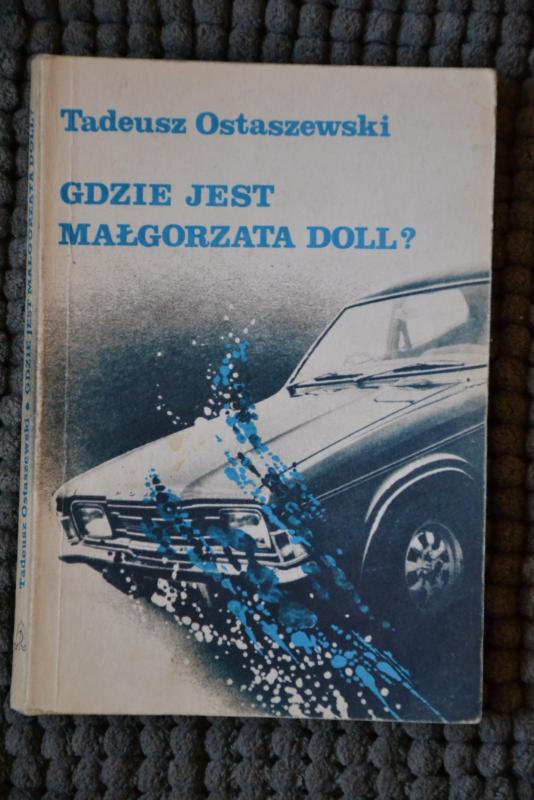 Tadeusz Ostaszewski
GDZIE JEST
MAŁGORZATA DOLL?
Tadeusz Ostaszewski • GDZIE JEST MAŁGORZATA DOLL?